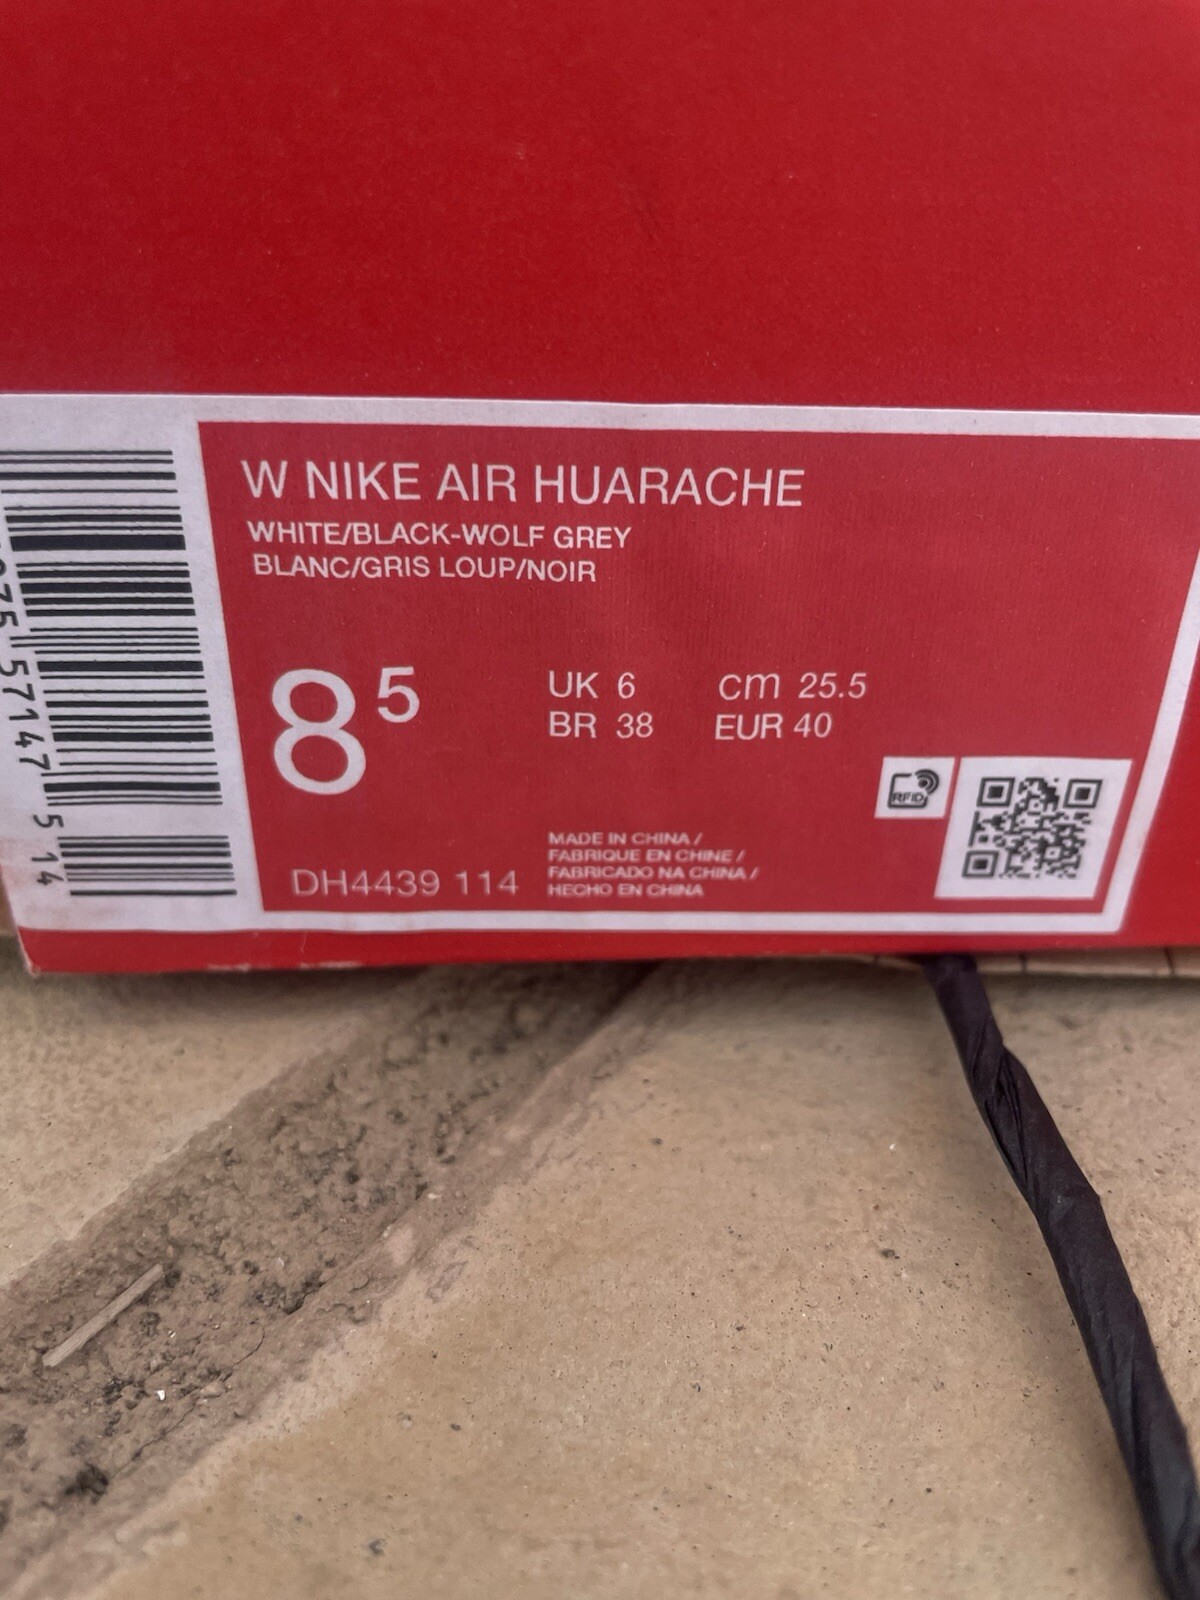 W NIKE AIR HUARACHE
WHITE/BLACK-WOLF GREY
BLANC/GRIS LOUP/NOIR
8 5
UK 6 cm 25.5
BR 38 EUR 40
RFID
MADE IN CHINA /
FABRIQUE EN CHINE /
FABRICADO NA CHINA /
HECHO EN CHINA
DH4439 114
57147 5 14